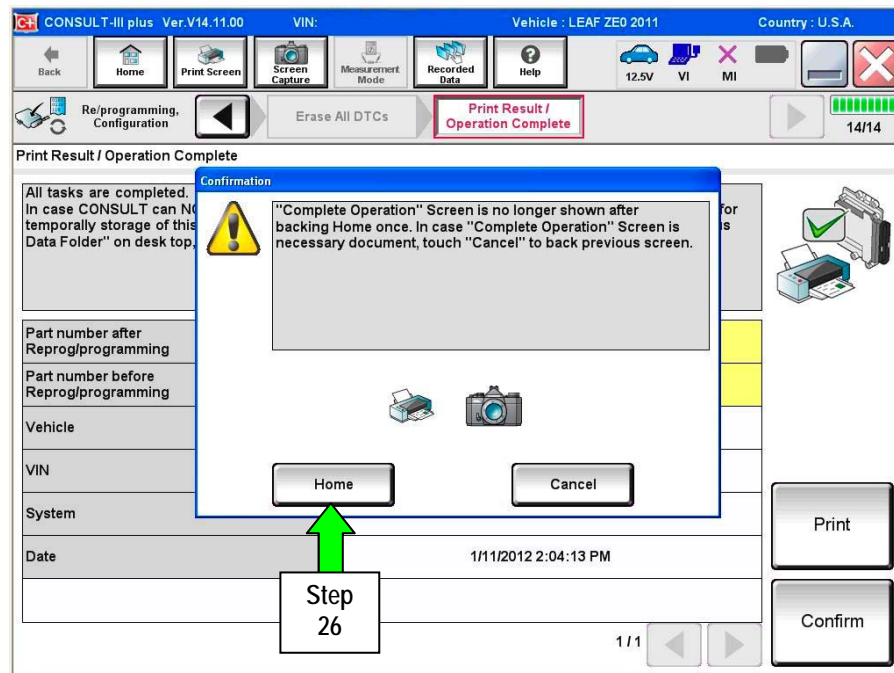 CONSULT-III plus Ver.V14.11.00 VIN: Vehicle : LEAF ZE0 2011 Country : U.S.A.
Back
Home
Print Screen
Screen
Capture
Measurement
Mode
Recorded
Data
Help
12.5V
VI
MI
Re/programming,
Configuration
Erase All DTCs
Print Result /
Operation Complete
14/14
Print Result / Operation Complete
All tasks are completed.
In case CONSULT can
for
temporally storage of this
Data Folder" on desk top,
Confirmation
"Complete Operation" Screen is no longer shown after
backing Home once. In case "Complete Operation" Screen is
necessary document, touch "Cancel" to back previous screen.
Home
Cancel
Part number after
Reprog/programming
Part number before
Reprog/programming
Vehicle
VIN
System
Date 1/11/2012 2:04:13 PM
Step
26
1/1
Print
Confirm